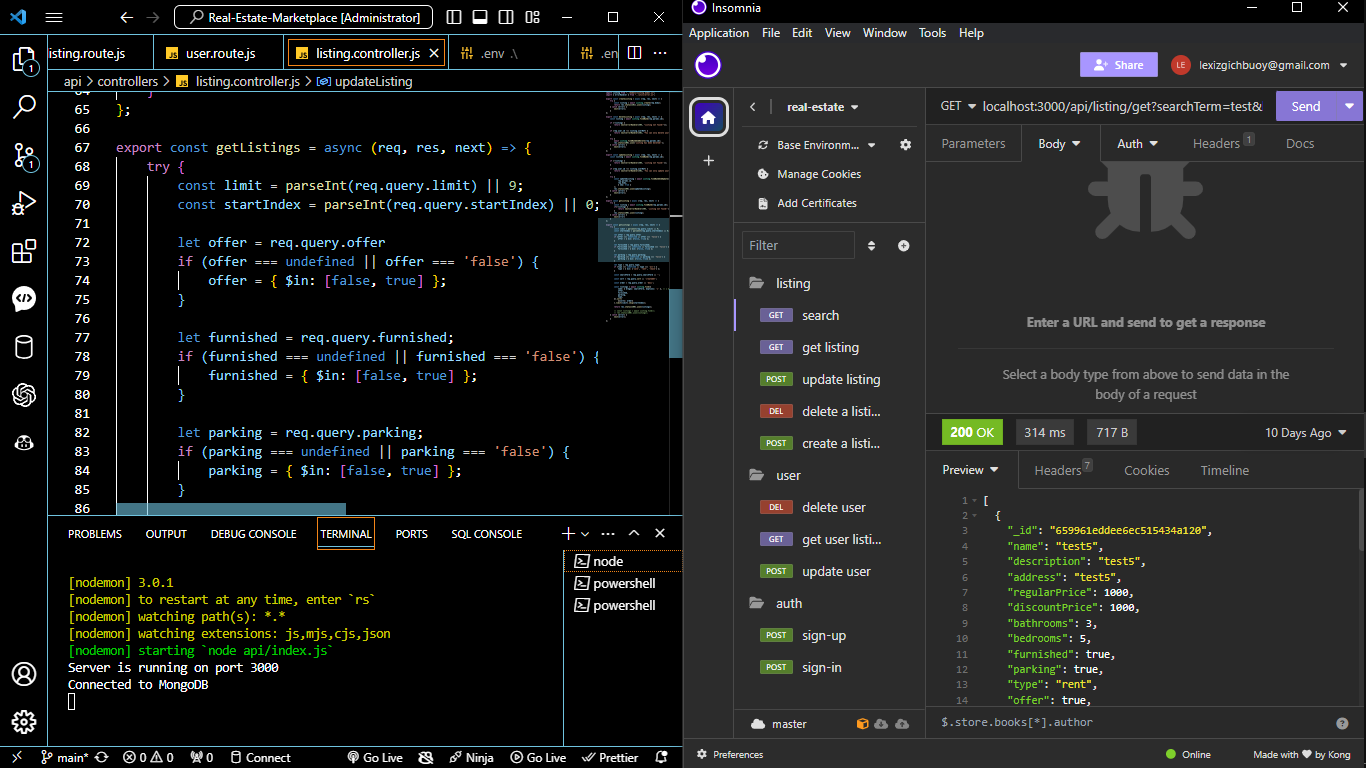 Real-Estate-Marketplace [Administrator]
listing.route.js
user.route.js
listing.controller.js
.env .\
.en
api > controllers > listing.controller.js > updateListing
65 };
66
67 export const getListings = async (req, res, next) => {
68 try {
69 const limit = parseInt(req.query.limit) || 9;
70 const startIndex = parseInt(req.query.startIndex) || 0;
71
72 let offer = req.query.offer
73 if (offer === undefined || offer === 'false') {
74 offer = { $in: [false, true] };
75 }
76
77 let furnished = req.query.furnished;
78 if (furnished === undefined || furnished === 'false') {
79 furnished = { $in: [false, true] };
80 }
81
82 let parking = req.query.parking;
83 if (parking === undefined || parking === 'false') {
84 parking = { $in: [false, true] };
85 }
86
PROBLEMS OUTPUT DEBUG CONSOLE TERMINAL PORTS SQL CONSOLE
[nodemon] 3.0.1
[nodemon] to restart at any time, enter `rs`
[nodemon] watching path(s): *.*
[nodemon] watching extensions: js,mjs,cjs,json
[nodemon] starting `node api/index.js`
Server is running on port 3000
Connected to MongoDB
node
powershell
powershell
main* 0 0 0 Connect Go Live Ninja Go Live Prettier
Insomnia
Application File Edit View Window Tools Help
Share
LE lexizgichbuoy@gmail.com
real-estate
Base Environm...
Manage Cookies
Add Certificates
Filter
listing
GET search
GET get listing
POST update listing
DEL delete a listi...
POST create a listi...
user
DEL delete user
GET get user listi...
POST update user
auth
POST sign-up
POST sign-in
master
GET localhost:3000/api/listing/get?searchTerm=test&
Send
Parameters Body Auth Headers 1 Docs
Enter a URL and send to get a response
Select a body type from above to send data in the
body of a request
200 OK 314 ms 717 B 10 Days Ago
Preview Headers 7 Cookies Timeline
1 [
2 {
3 "_id": "659961eddee6ec515434a120",
4 "name": "test5",
5 "description": "test5",
6 "address": "test5",
7 "regularPrice": 1000,
8 "discountPrice": 1000,
9 "bathrooms": 3,
10 "bedrooms": 5,
11 "furnished": true,
12 "parking": true,
13 "type": "rent",
14 "offer": true,
$.store.books[*].author
Preferences
Online
Made with ♥ by Kong